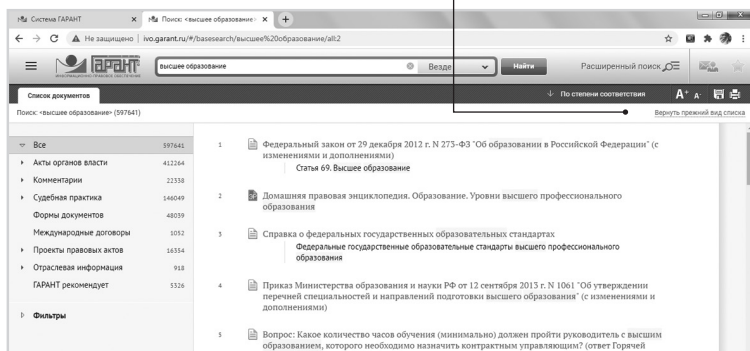 Система ГАРАНТ
Поиск: <высшее образование>
Не защищено
ivo.garant.ru/#/basesearch/высшее%20образование/all:2
ГАРАНТ
ИНФОРМАЦИОННО-ПРАВОВОЕ ОБЕСПЕЧЕНИЕ
высшее образование
Везде
Найти
Расширенный поиск
Список документов
По степени соответствия
A+ A-
Поиск: <высшее образование> (597641)
Вернуть прежний вид списка
Все 597641
Акты органов власти 412264
Комментарии 22338
Судебная практика 146049
Формы документов 48039
Международные договоры 1052
Проекты правовых актов 16354
Отраслевая информация 918
ГАРАНТ рекомендует 5326
Фильтры
1 Федеральный закон от 29 декабря 2012 г. N 273-ФЗ "Об образовании в Российской Федерации" (с
изменениями и дополнениями)
Статья 69. Высшее образование
2 Домашняя правовая энциклопедия. Образование. Уровни высшего профессионального
образования
3 Справка о федеральных государственных образовательных стандартах
Федеральные государственные образовательные стандарты высшего профессионального
образования
4 Приказ Министерства образования и науки РФ от 12 сентября 2013 г. N 1061 "Об утверждении
перечней специальностей и направлений подготовки высшего образования" (с изменениями и
дополнениями)
5 Вопрос: Какое количество часов обучения (минимально) должен пройти руководитель с высшим
образованием, которого необходимо назначить контрактным управляющим? (ответ Горячей